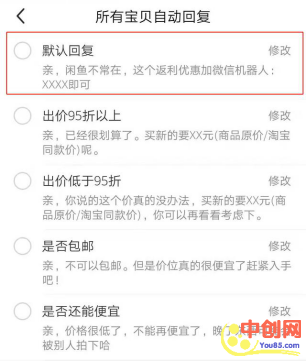 所有宝贝自动回复
默认回复 修改
亲，闲鱼不常在，这个返利优惠加微信机器人：
XXXX即可
出价95折以上 修改
亲，已经很划算了。买新的要XX元(商品原价/淘宝
同款价)呢。
出价低于95折 修改
亲，你说的这个价真的没办法，买新的要XX元(商
品原价/淘宝同款价)，你可以再看看考虑下。
是否包邮 修改
亲，不可以包邮。但是价位真的很便宜了赶紧入手
吧！
是否还能便宜 修改
亲，价格很低了，不能再便宜了，晚了
被别人拍下哈
中创网
You85.com